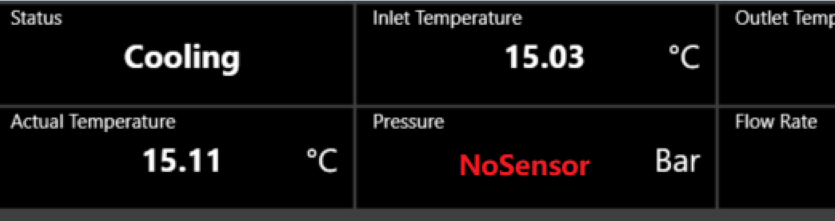 Status
Inlet Temperature
Outlet Temp
Cooling
15.03 °C
Actual Temperature
Pressure
Flow Rate
15.11 °C
NoSensor Bar